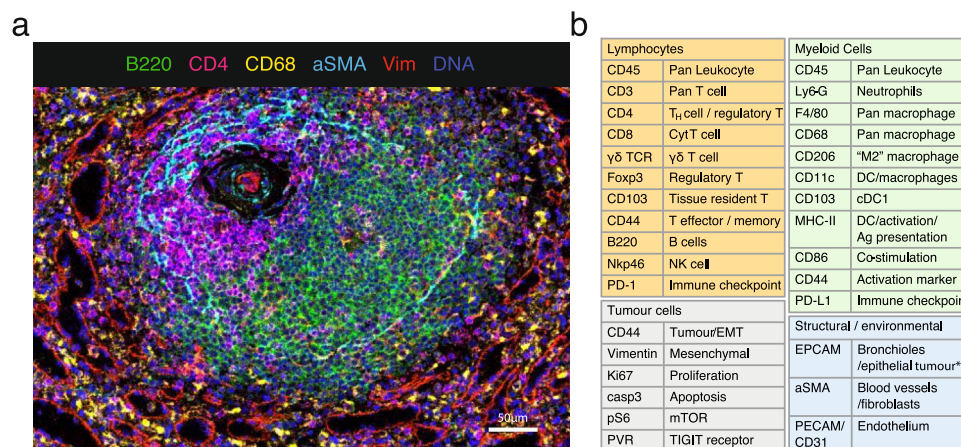 a
B220 CD4 CD68 aSMA Vim DNA
50um
b
Lymphocytes
CD45 Pan Leukocyte
CD3 Pan T cell
CD4 TH cell / regulatory T
CD8 Cyt T cell
γδ TCR γδ T cell
Foxp3 Regulatory T
CD103 Tissue resident T
CD44 T effector / memory
B220 B cells
Nkp46 NK cell
PD-1 Immune checkpoint
Tumour cells
CD44 Tumour/EMT
Vimentin Mesenchymal
Ki67 Proliferation
casp3 Apoptosis
pS6 mTOR
PVR TIGIT receptor
Myeloid Cells
CD45 Pan Leukocyte
Ly6-G Neutrophils
F4/80 Pan macrophage
CD68 Pan macrophage
CD206 “M2” macrophage
CD11c DC/macrophages
CD103 cDC1
MHC-II DC/activation/
Ag presentation
CD86 Co-stimulation
CD44 Activation marker
PD-L1 Immune checkpoin
Structural / environmental
EPCAM Bronchioles
/epithelial tumour*
aSMA Blood vessels
/fibroblasts
PECAM/ Endothelium
CD31